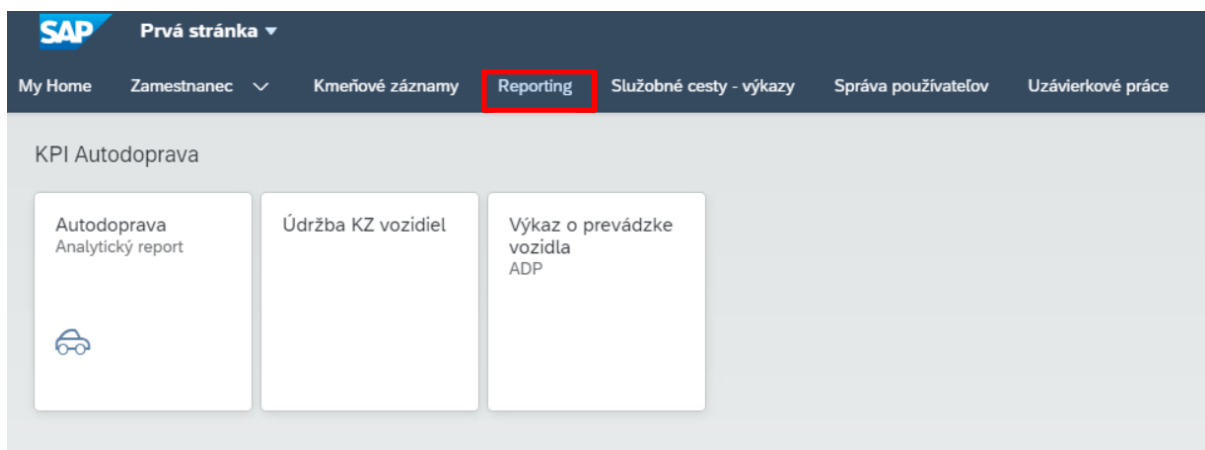 SAP Prvá stránka
My Home Zamestnanec Kmeňové záznamy Reporting Služobné cesty - výkazy Správa používateľov Uzávierkové práce
KPI Autodoprava
Autodoprava
Analytický report
Údržba KZ vozidiel
Výkaz o prevádzke
vozidla
ADP